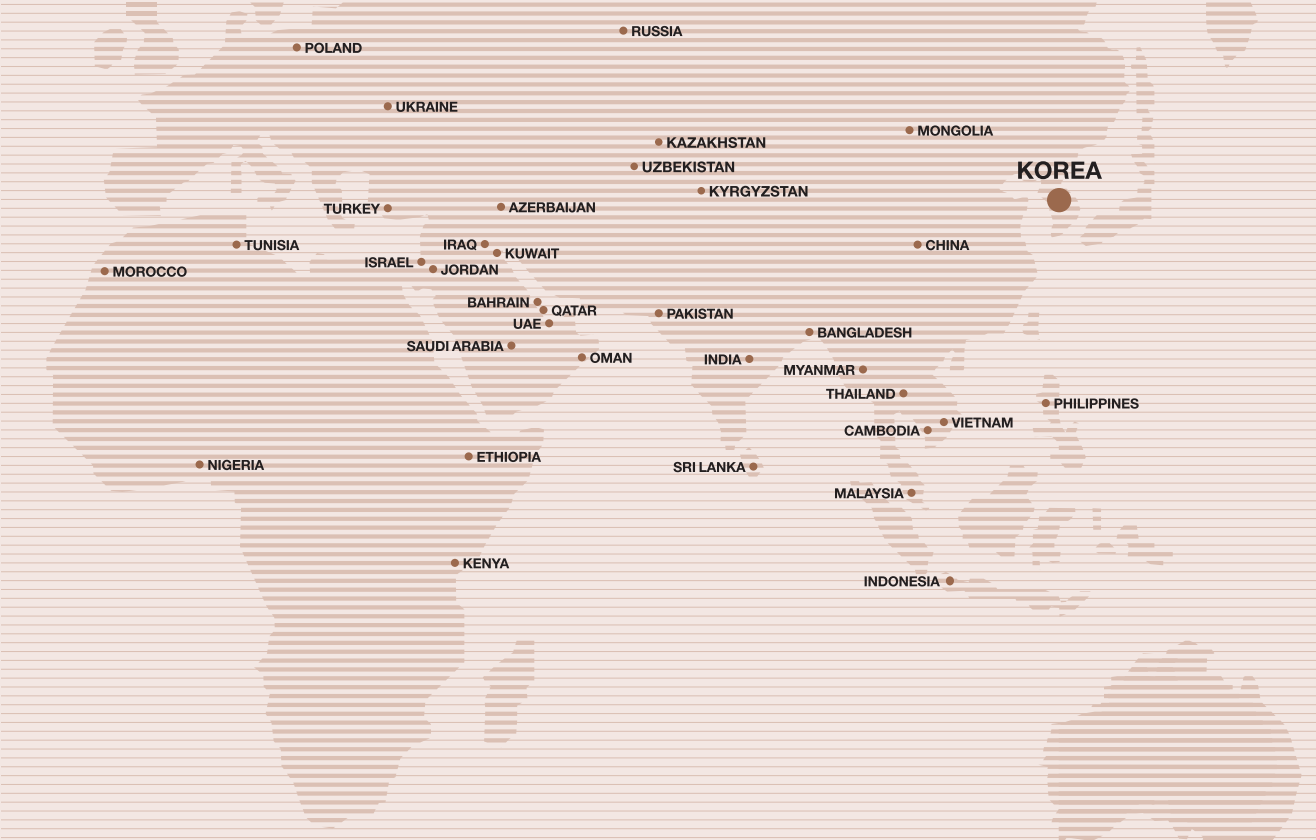 RUSSIA
POLAND
UKRAINE
MONGOLIA
KAZAKHSTAN
UZBEKISTAN
KOREA
KYRGYZSTAN
TURKEY
AZERBAIJAN
TUNISIA
IRAQ
CHINA
KUWAIT
ISRAEL
JORDAN
MOROCCO
BAHRAIN
QATAR
PAKISTAN
UAE
BANGLADESH
SAUDI ARABIA
OMAN
INDIA
MYANMAR
THAILAND
PHILIPPINES
VIETNAM
CAMBODIA
ETHIOPIA
NIGERIA
SRI LANKA
MALAYSIA
KENYA
INDONESIA